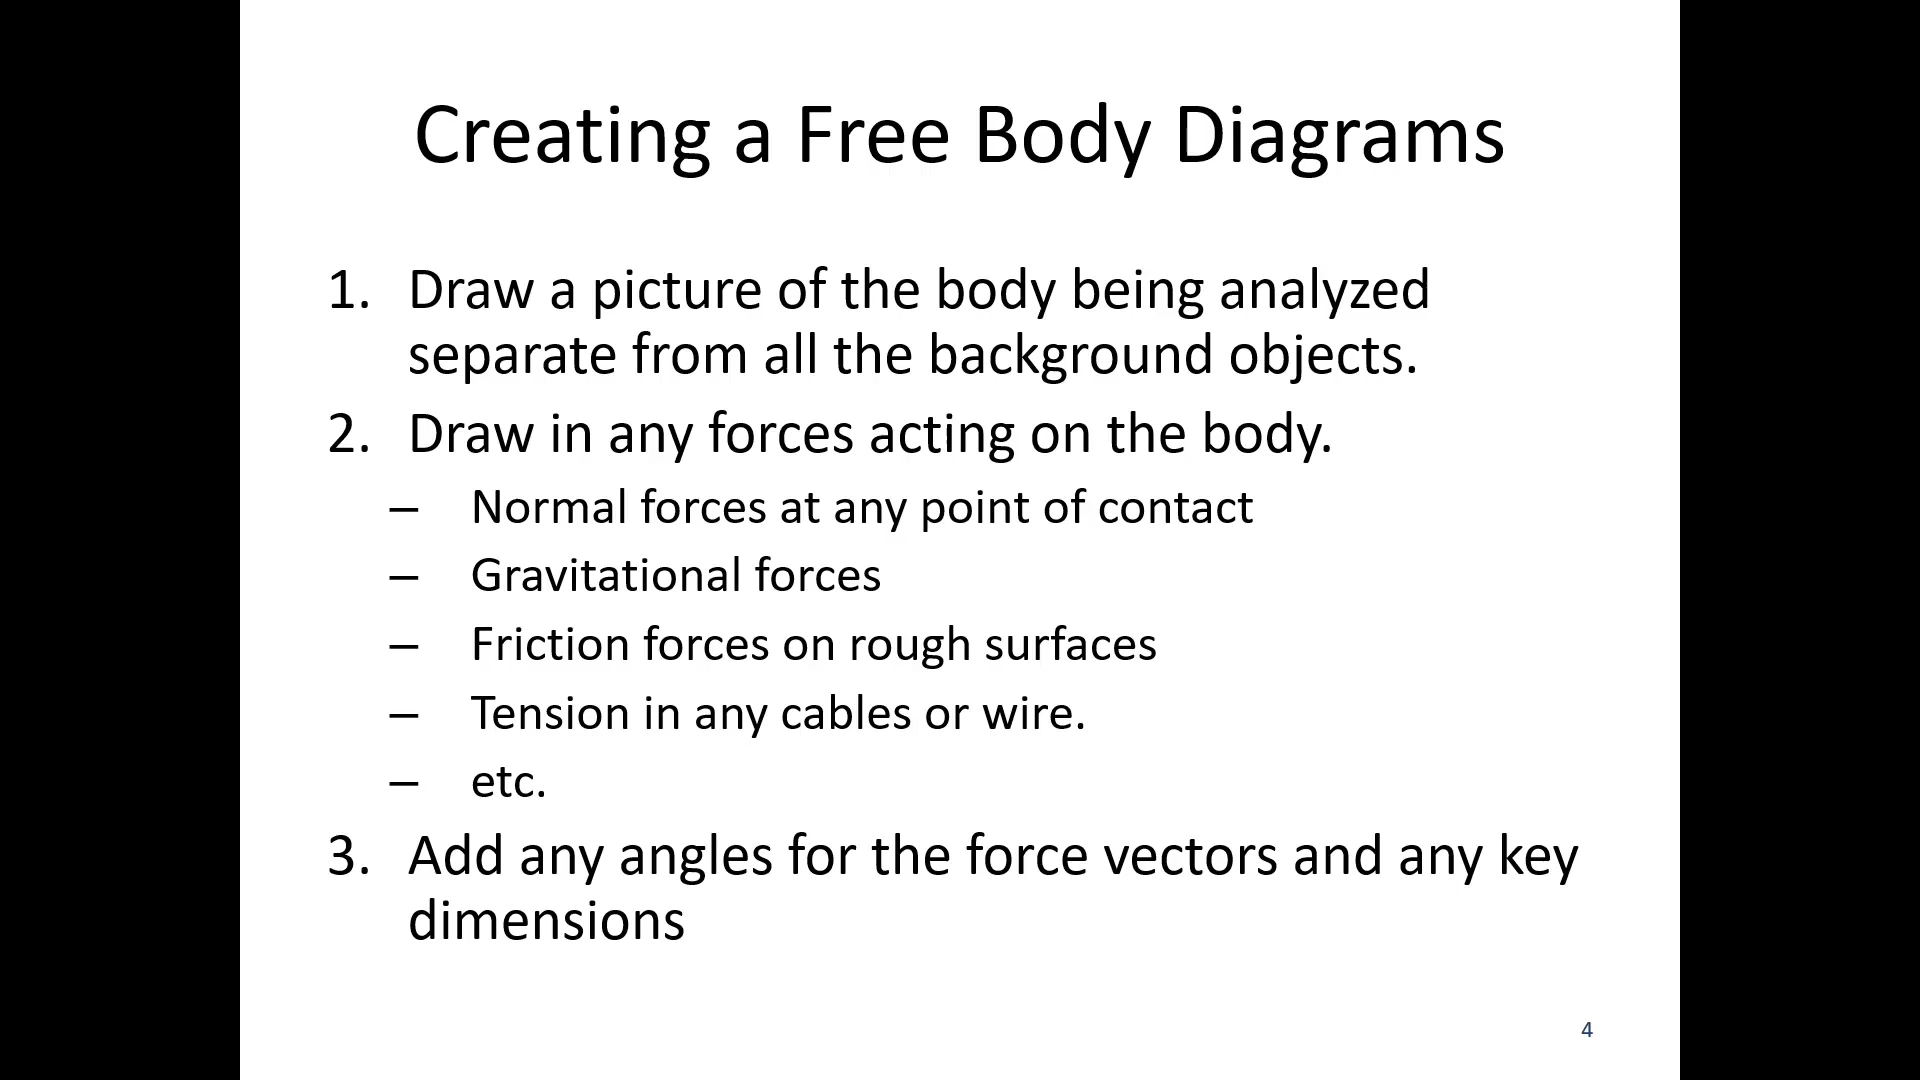 Creating a Free Body Diagrams
1. Draw a picture of the body being analyzed
separate from all the background objects.
2. Draw in any forces acting on the body.
– Normal forces at any point of contact
– Gravitational forces
– Friction forces on rough surfaces
– Tension in any cables or wire.
– etc.
3. Add any angles for the force vectors and any key
dimensions
4